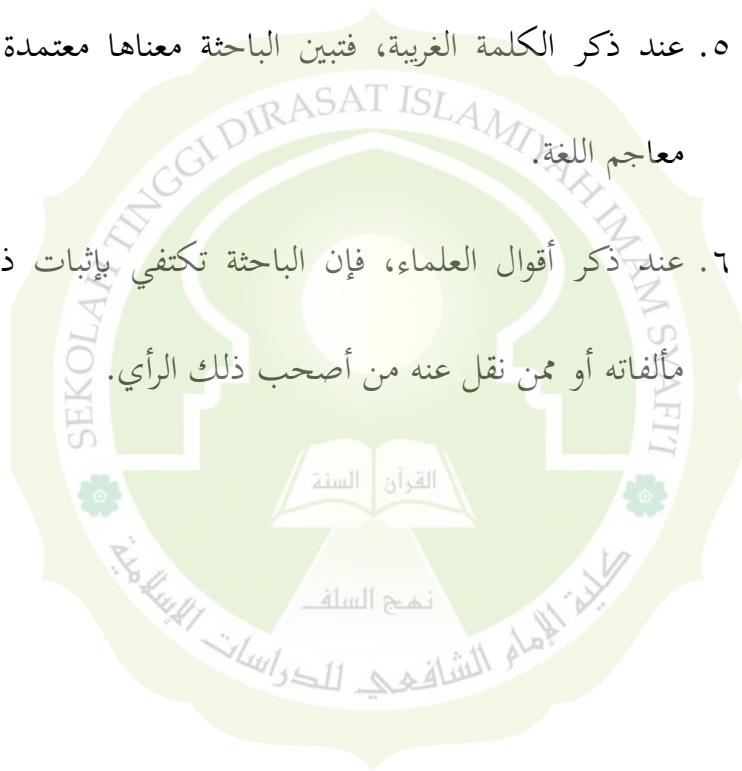 ٥. عند ذكر الكلمة الغريبة، فتبين الباحثة معناها معتمدة
معاجم اللغة.
٦. عند ذكر أقوال العلماء، فإن الباحثة تكتفي بإثبات ذ
مألفاته أو ممن نقل عنه من أصحب ذلك الرأي.
SEKOLAH TINGGI DIRASAT ISLAMIYAH IMAM SYAFI'I
القرآن السنة
نهج السلف
كلية الإمام الشافعي للدراسات الإسلامية